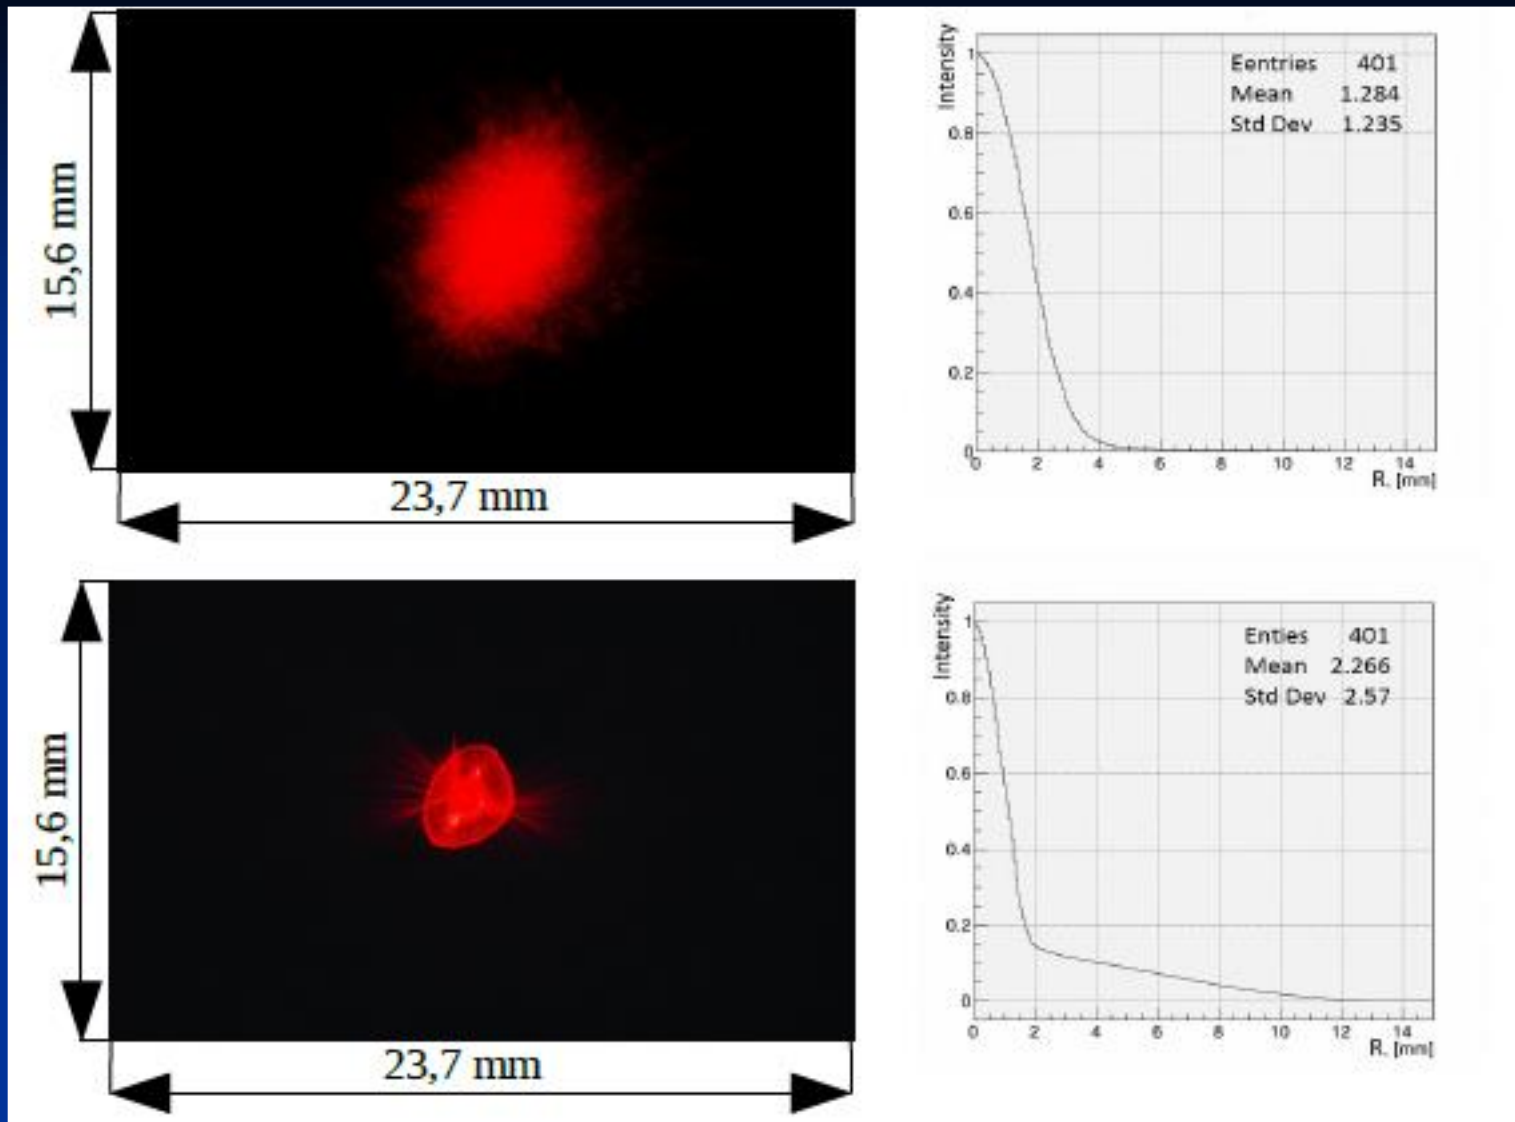 15,6 mm
23,7 mm
Intensity
Eentries 401
Mean 1.284
Std Dev 1.235
1
0.8
0.6
0.4
0.2
0
0 2 4 6 8 10 12 14
R. [mm]
15,6 mm
23,7 mm
Intensity
Enties 401
Mean 2.266
Std Dev 2.57
1
0.8
0.6
0.4
0.2
0
0 2 4 6 8 10 12 14
R. [mm]